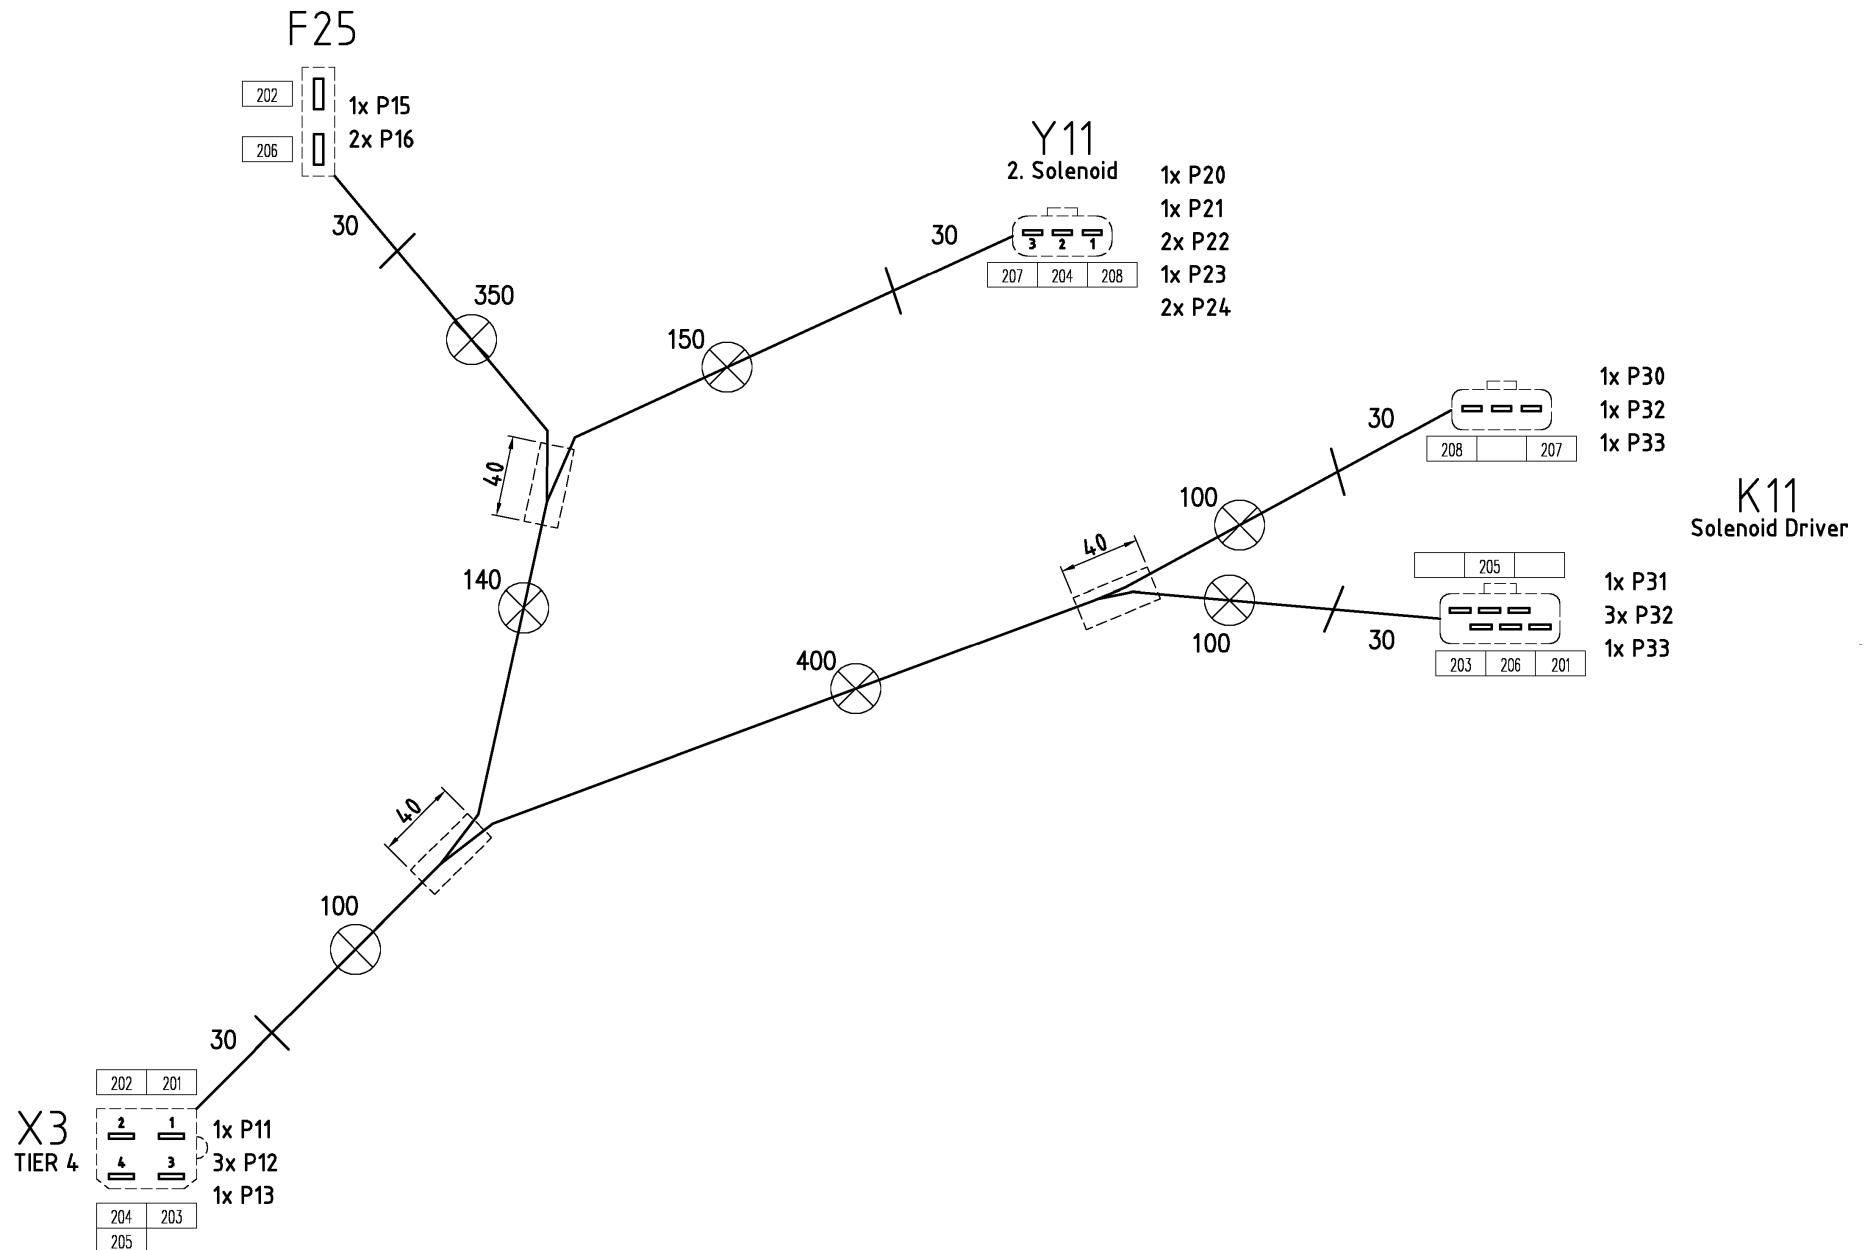 F25
202
206
1x P15
2x P16
30
350
Y11
2. Solenoid
3 2 1
207 204 208
1x P20
1x P21
2x P22
1x P23
2x P24
30
150
40
140
1x P30
1x P32
1x P33
30
208 207
100
K11
Solenoid Driver
40
205
1x P31
3x P32
1x P33
100
30
203 206 201
400
40
100
30
202 201
X3
TIER 4
2 1
4 3
1x P11
3x P12
1x P13
204 203
205